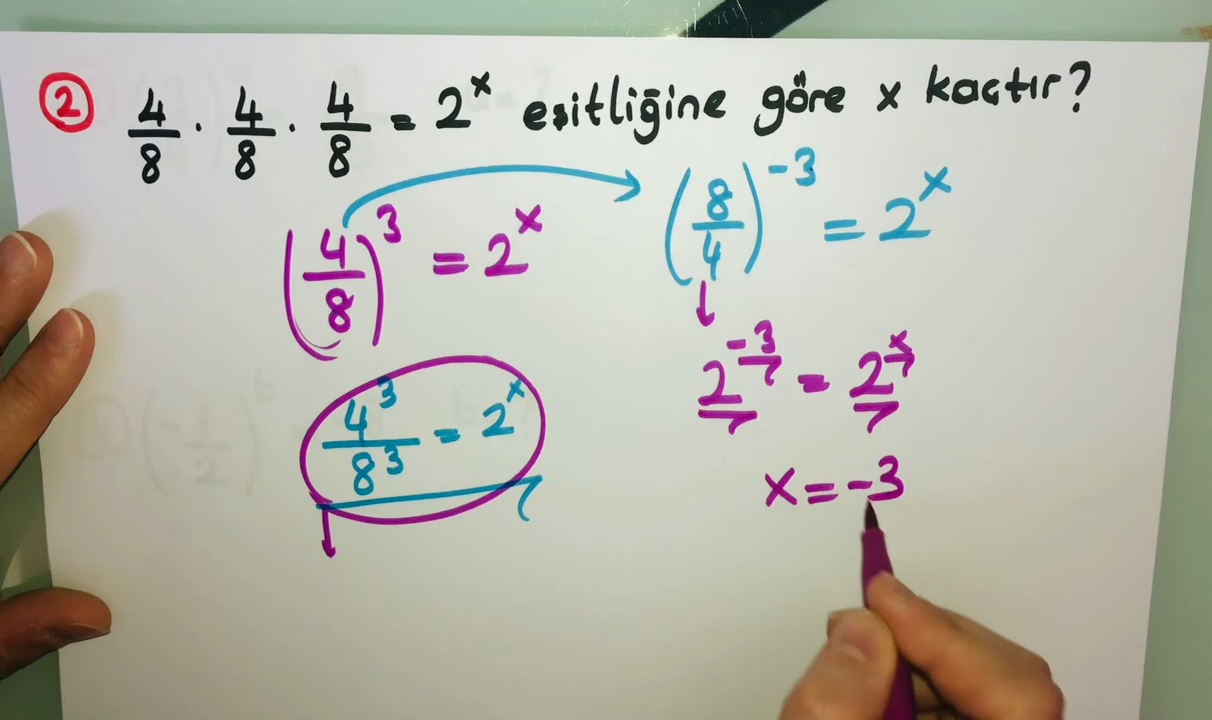 2 4/8 . 4/8 . 4/8 = 2^x eşitliğine göre x kaçtır?
(4/8)^3 = 2^x
(8/4)^-3 = 2^x
4^3/8^3 = 2^x
2^-3 = 2^x
x = -3